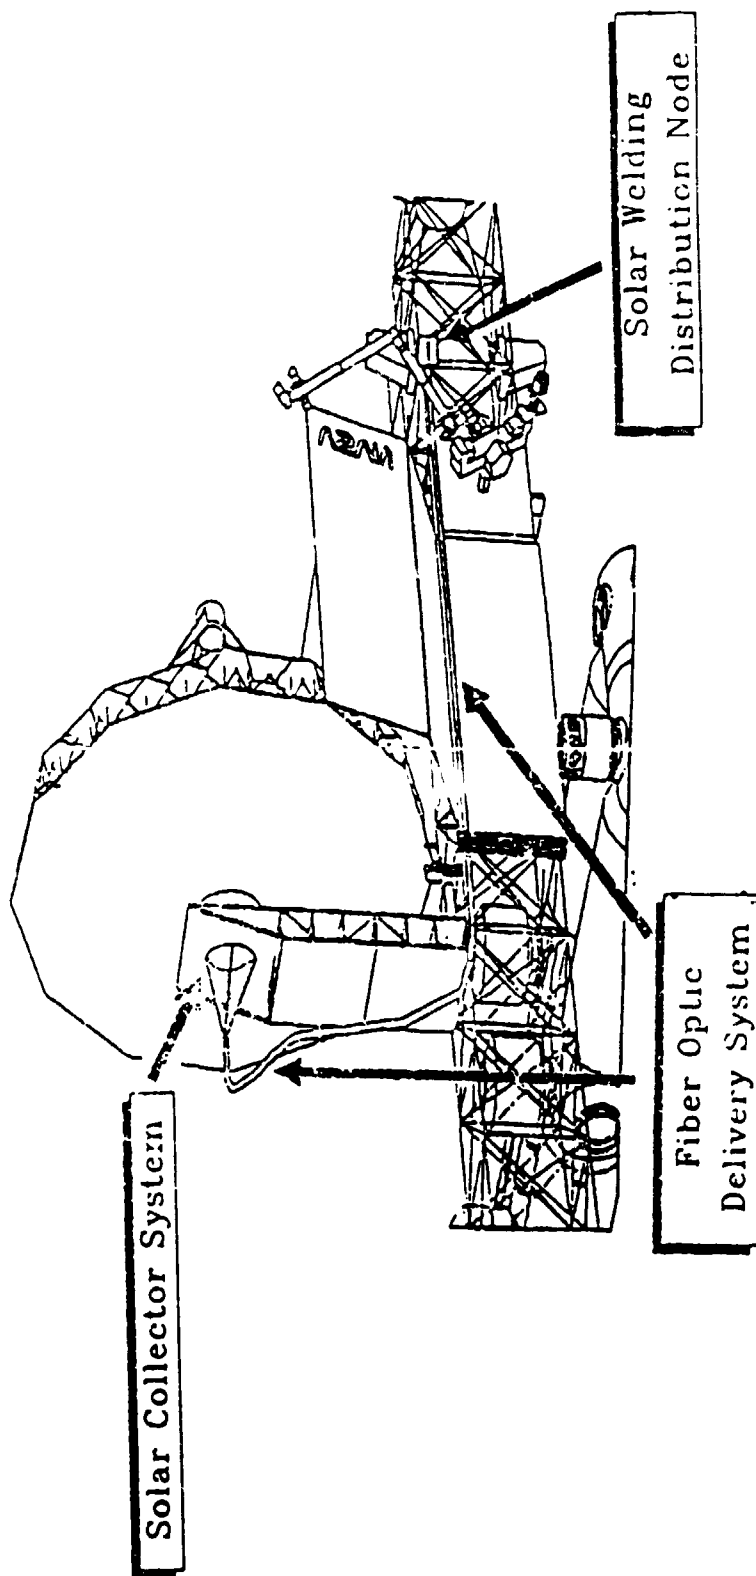 Solar Collector System
Fiber Optic
Delivery System
Solar Welding
Distribution Node
NASA